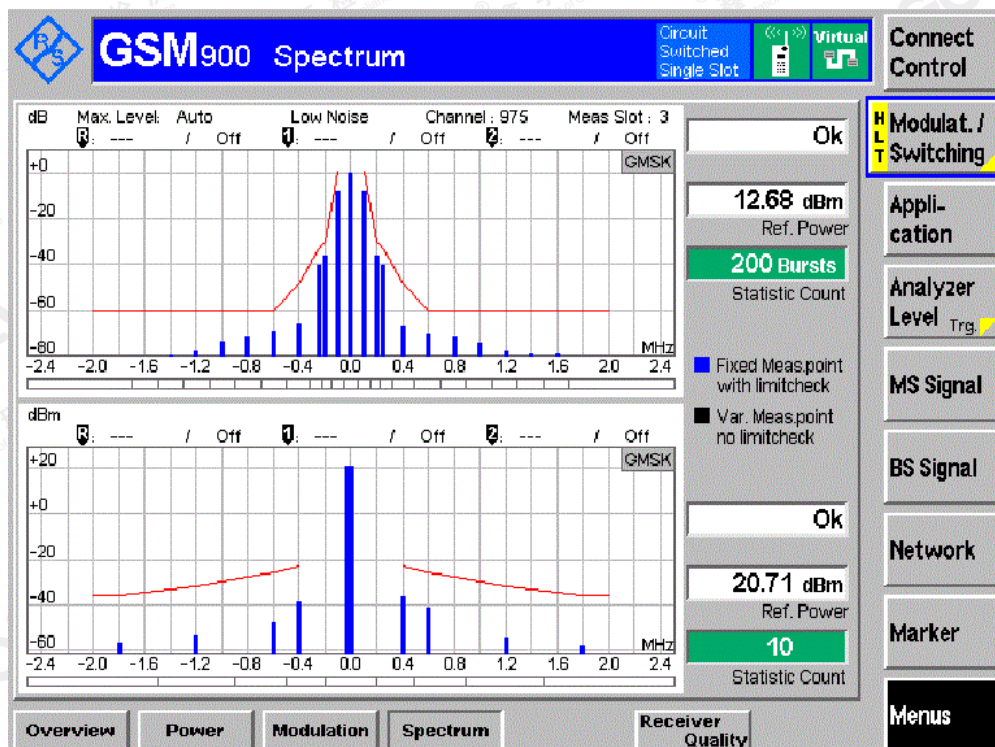 R/S
GSM900 Spectrum
Circuit Switched Single Slot
Virtual
Connect Control
dB Max. Level: Auto Low Noise Channel : 975 Meas Slot : 3
R: --- / Off 1: --- / Off 2: --- / Off
GMSK
+0
-20
-40
-60
-80
MHz
-2.4 -2.0 -1.6 -1.2 -0.8 -0.4 0.0 0.4 0.8 1.2 1.6 2.0 2.4
Ok
12.68 dBm
Ref. Power
200 Bursts
Statistic Count
Fixed Meas.point
with limitcheck
Var. Meas.point
no limitcheck
dBm
R: --- / Off 1: --- / Off 2: --- / Off
GMSK
+20
+0
-20
-40
-60
MHz
-2.4 -2.0 -1.6 -1.2 -0.8 -0.4 0.0 0.4 0.8 1.2 1.6 2.0 2.4
Ok
20.71 dBm
Ref. Power
10
Statistic Count
HLT
Modulat. /
Switching
Appli-
cation
Analyzer
Level Trg.
MS Signal
BS Signal
Network
Marker
Menus
Overview Power Modulation Spectrum Receiver Quality